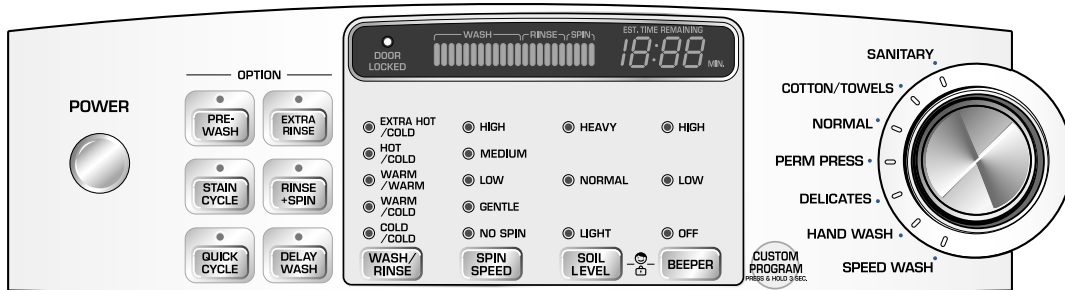 POWER
OPTION
PRE-
WASH
EXTRA
RINSE
STAIN
CYCLE
RINSE
+SPIN
QUICK
CYCLE
DELAY
WASH
DOOR
LOCKED
WASH RINSE SPIN
EST. TIME REMAINING
18:88 MIN.
EXTRA HOT
/COLD
HOT
/COLD
WARM
/WARM
WARM
/COLD
COLD
/COLD
WASH/
RINSE
HIGH
MEDIUM
LOW
GENTLE
NO SPIN
SPIN
SPEED
HEAVY
NORMAL
LIGHT
SOIL
LEVEL
HIGH
LOW
OFF
BEEPER
CUSTOM
PROGRAM
PRESS & HOLD 3 SEC.
SANITARY
COTTON/TOWELS
NORMAL
PERM PRESS
DELICATES
HAND WASH
SPEED WASH